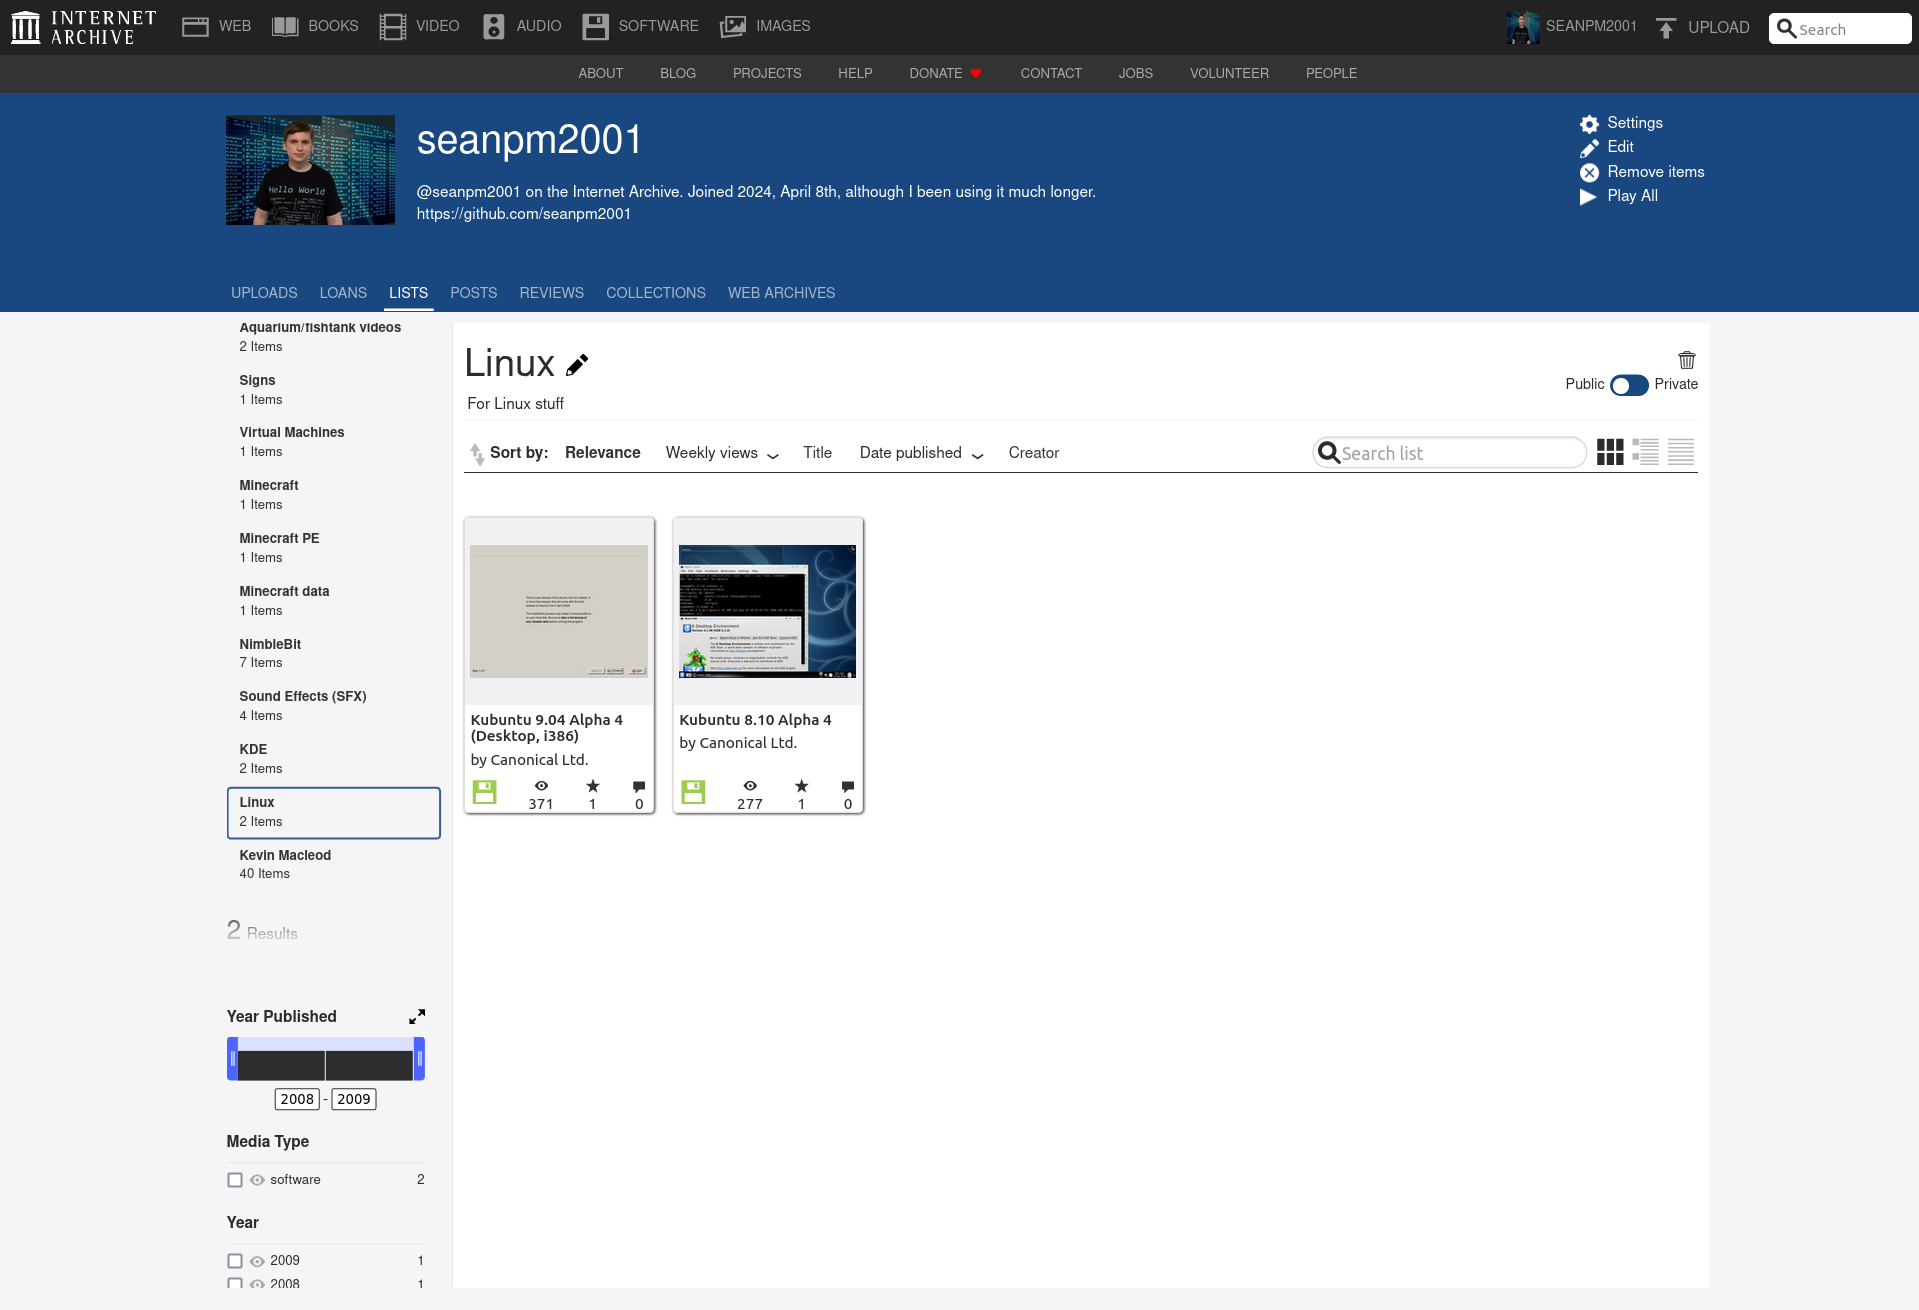 INTERNET ARCHIVE
WEB
BOOKS
VIDEO
AUDIO
SOFTWARE
IMAGES
SEANPM2001
UPLOAD
Search
ABOUT
BLOG
PROJECTS
HELP
DONATE
CONTACT
JOBS
VOLUNTEER
PEOPLE
Hello World
seanpm2001
@seanpm2001 on the Internet Archive. Joined 2024, April 8th, although I been using it much longer.
https://github.com/seanpm2001
Settings
Edit
Remove items
Play All
UPLOADS
LOANS
LISTS
POSTS
REVIEWS
COLLECTIONS
WEB ARCHIVES
Aquarium/fishtank videos
2 Items
Signs
1 Items
Virtual Machines
1 Items
Minecraft
1 Items
Minecraft PE
1 Items
Minecraft data
1 Items
NimbleBit
7 Items
Sound Effects (SFX)
4 Items
KDE
2 Items
Linux
2 Items
Kevin Macleod
40 Items
2 Results
Year Published
2008 - 2009
Media Type
software 2
Year
2009 1
2008 1
Linux
For Linux stuff
Public Private
Sort by: Relevance Weekly views Title Date published Creator
Search list
Kubuntu 9.04 Alpha 4
(Desktop, i386)
by Canonical Ltd.
371 1 0
K Desktop Environment
Kubuntu 8.10 Alpha 4
by Canonical Ltd.
277 1 0